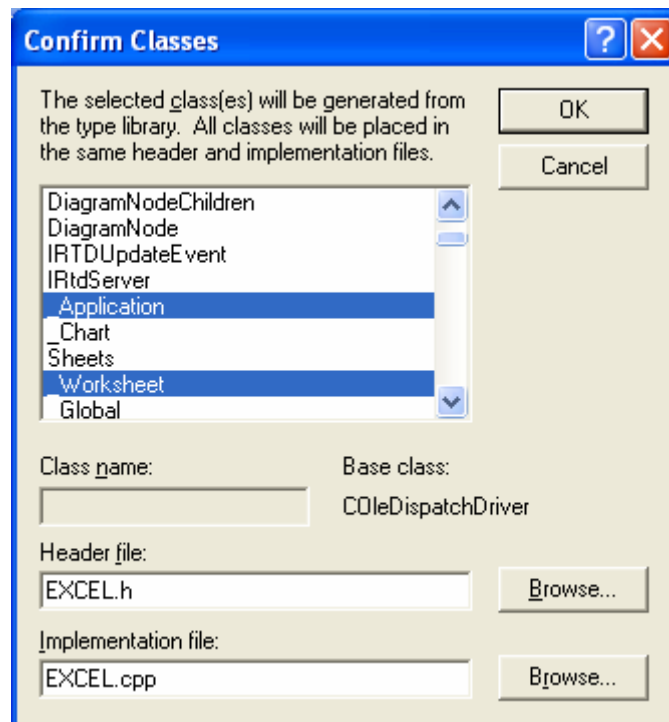 Confirm Classes
The selected class(es) will be generated from
the type library. All classes will be placed in
the same header and implementation files.
OK
Cancel
DiagramNodeChildren
DiagramNode
IRTDUpdateEvent
IRtdServer
_Application
_Chart
Sheets
_Worksheet
_Global
Class name:
Base class:
COleDispatchDriver
Header file:
EXCEL.h
Browse...
Implementation file:
EXCEL.cpp
Browse...